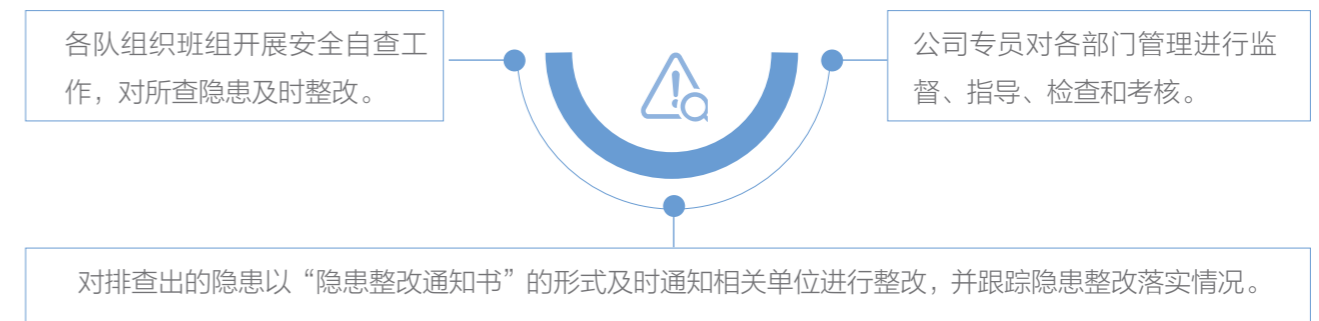 各队组织班组开展安全自查工
作，对所查隐患及时整改。
公司专员对各部门管理进行监
督、指导、检查和考核。
对排查出的隐患以“隐患整改通知书”的形式及时通知相关单位进行整改，并跟踪隐患整改落实情况。